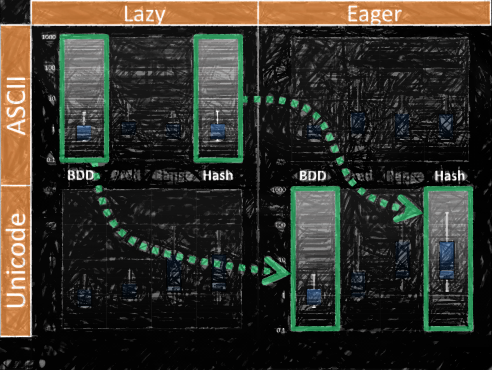 Lazy
Eager
ASCII
1000
100
10
1
0.1
BDD
Hash
BDD
Hash
Unicode
0.1